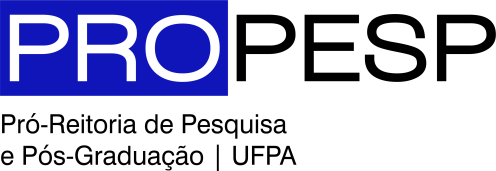 PROPESP
Pró-Reitoria de Pesquisa
e Pós-Graduação | UFPA